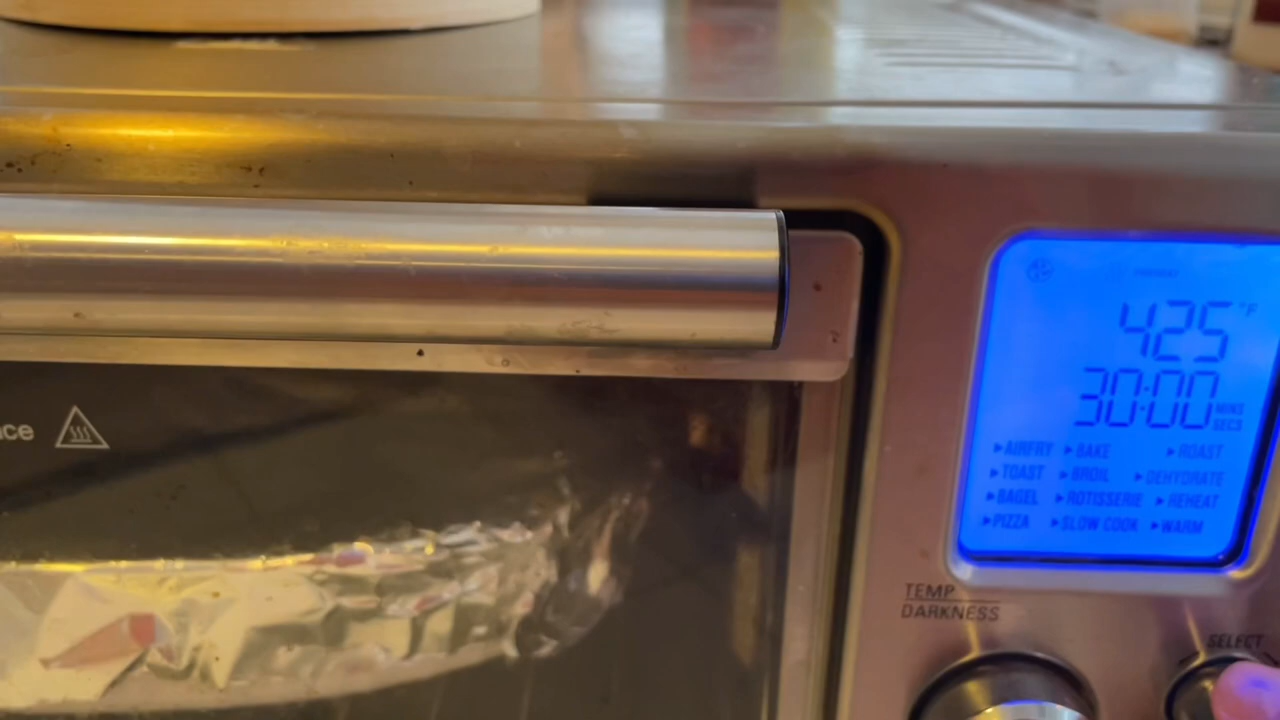 425 °F
30:00 MINS
SECS
▸AIRFRY ▸BAKE ▸ROAST
▸TOAST ▸BROIL ▸DEHYDRATE
▸BAGEL ▸ROTISSERIE ▸REHEAT
▸PIZZA ▸SLOW COOK ▸WARM
TEMP
DARKNESS
SELECT